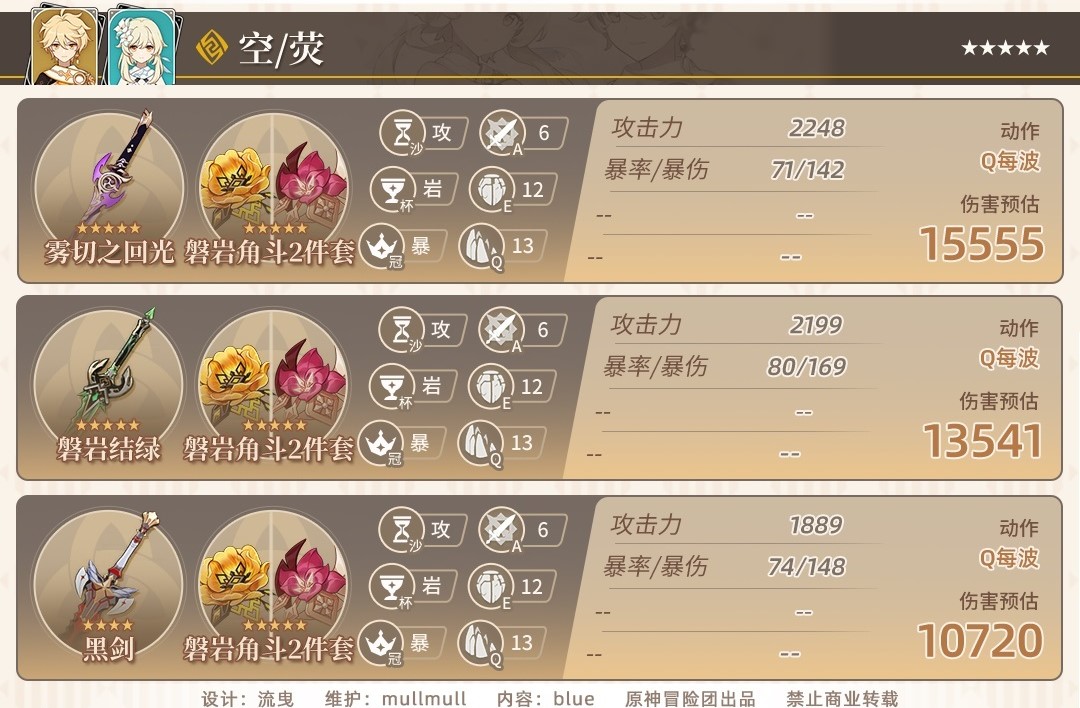 空/荧
★★★★★
雾切之回光
磐岩角斗2件套
沙 攻
A 6
杯 岩
E 12
冠 暴
Q 13
攻击力 2248
暴率/暴伤 71/142
-- --
-- --
动作
Q每波
伤害预估
15555
磐岩结绿
磐岩角斗2件套
沙 攻
A 6
杯 岩
E 12
冠 暴
Q 13
攻击力 2199
暴率/暴伤 80/169
-- --
-- --
动作
Q每波
伤害预估
13541
黑剑
磐岩角斗2件套
沙 攻
A 6
杯 岩
E 12
冠 暴
Q 13
攻击力 1889
暴率/暴伤 74/148
-- --
-- --
动作
Q每波
伤害预估
10720
设计：流曳 维护：mullmull 内容：blue 原神冒险团出品 禁止商业转载